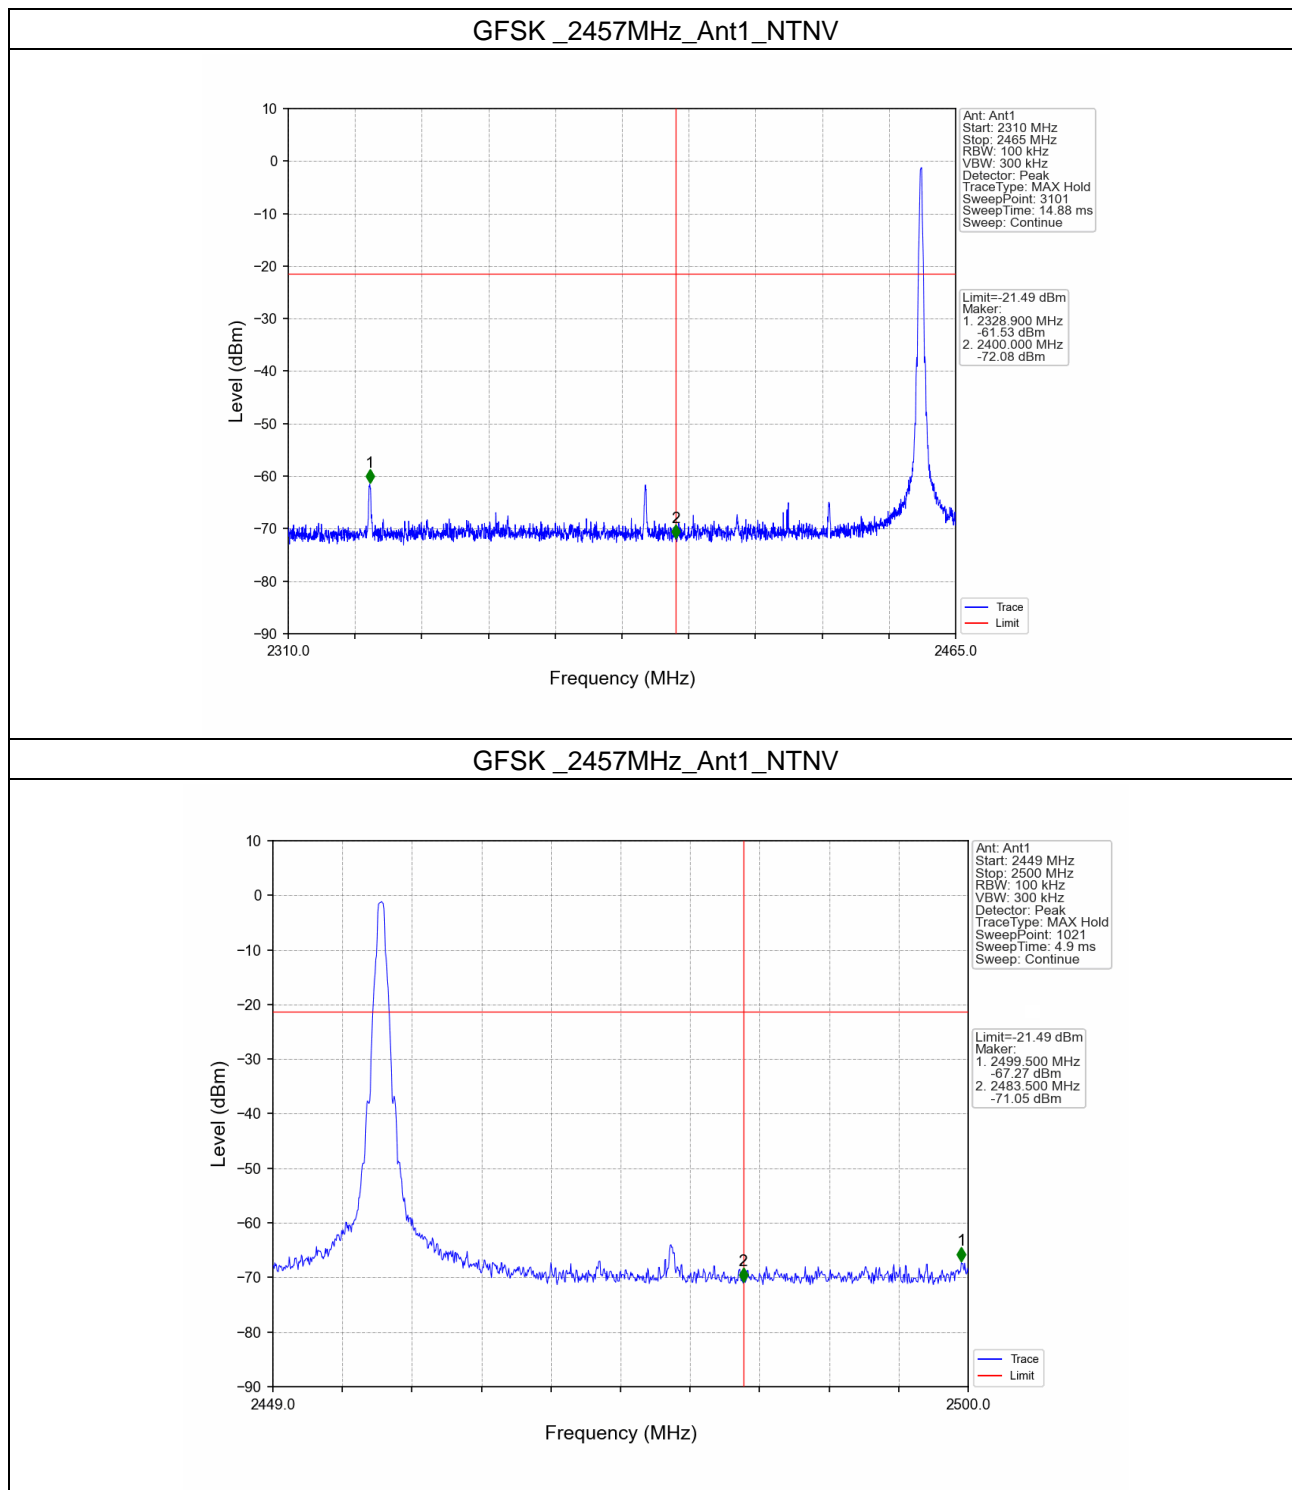 GFSK _2457MHz_Ant1_NTNV
10
0
−10
−20
−30
−40
−50
−60
−70
−80
−90
Level (dBm)
1
2
2310.0
2465.0
Frequency (MHz)
Ant: Ant1
Start: 2310 MHz
Stop: 2465 MHz
RBW: 100 kHz
VBW: 300 kHz
Detector: Peak
TraceType: MAX Hold
SweepPoint: 3101
SweepTime: 14.88 ms
Sweep: Continue
Limit=-21.49 dBm
Maker:
1. 2328.900 MHz
-61.53 dBm
2. 2400.000 MHz
-72.08 dBm
Trace
Limit
GFSK _2457MHz_Ant1_NTNV
10
0
−10
−20
−30
−40
−50
−60
−70
−80
−90
Level (dBm)
2
1
2449.0
2500.0
Frequency (MHz)
Ant: Ant1
Start: 2449 MHz
Stop: 2500 MHz
RBW: 100 kHz
VBW: 300 kHz
Detector: Peak
TraceType: MAX Hold
SweepPoint: 1021
SweepTime: 4.9 ms
Sweep: Continue
Limit=-21.49 dBm
Maker:
1. 2499.500 MHz
-67.27 dBm
2. 2483.500 MHz
-71.05 dBm
Trace
Limit